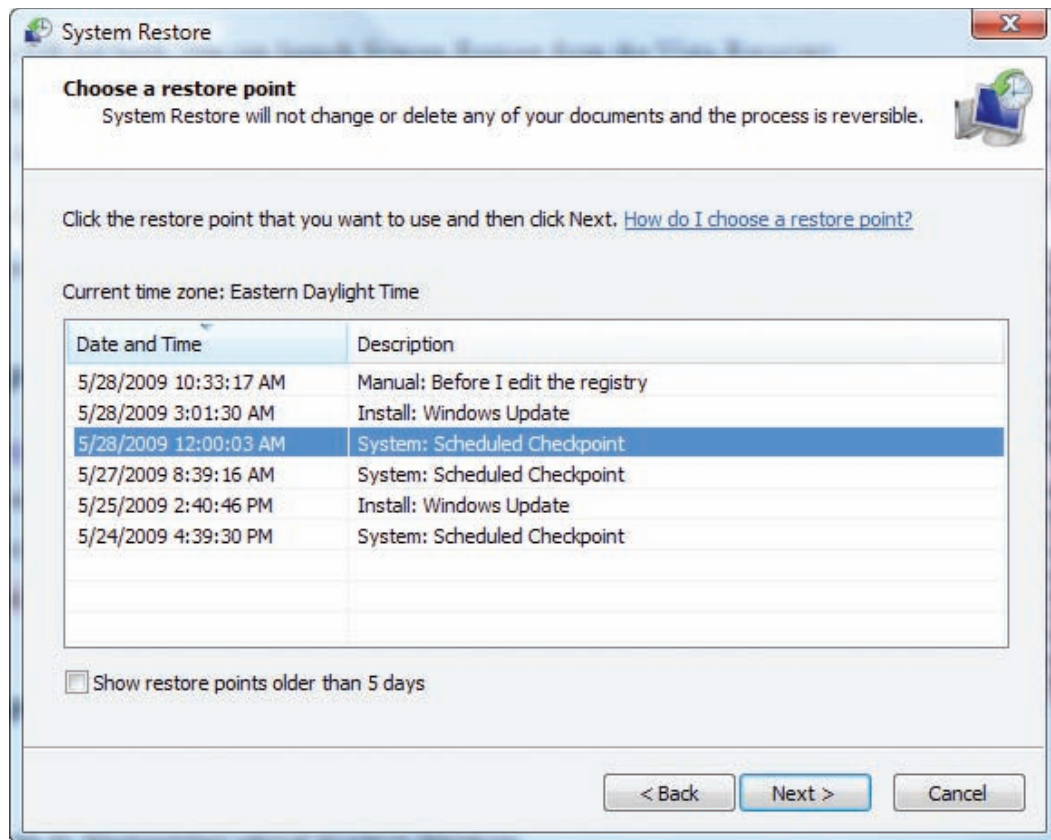 System Restore
X
Choose a restore point
System Restore will not change or delete any of your documents and the process is reversible.
Click the restore point that you want to use and then click Next. How do I choose a restore point?
Current time zone: Eastern Daylight Time
Date and Time Description
5/28/2009 10:33:17 AM Manual: Before I edit the registry
5/28/2009 3:01:30 AM Install: Windows Update
5/28/2009 12:00:03 AM System: Scheduled Checkpoint
5/27/2009 8:39:16 AM System: Scheduled Checkpoint
5/25/2009 2:40:46 PM Install: Windows Update
5/24/2009 4:39:30 PM System: Scheduled Checkpoint
Show restore points older than 5 days
< Back Next > Cancel